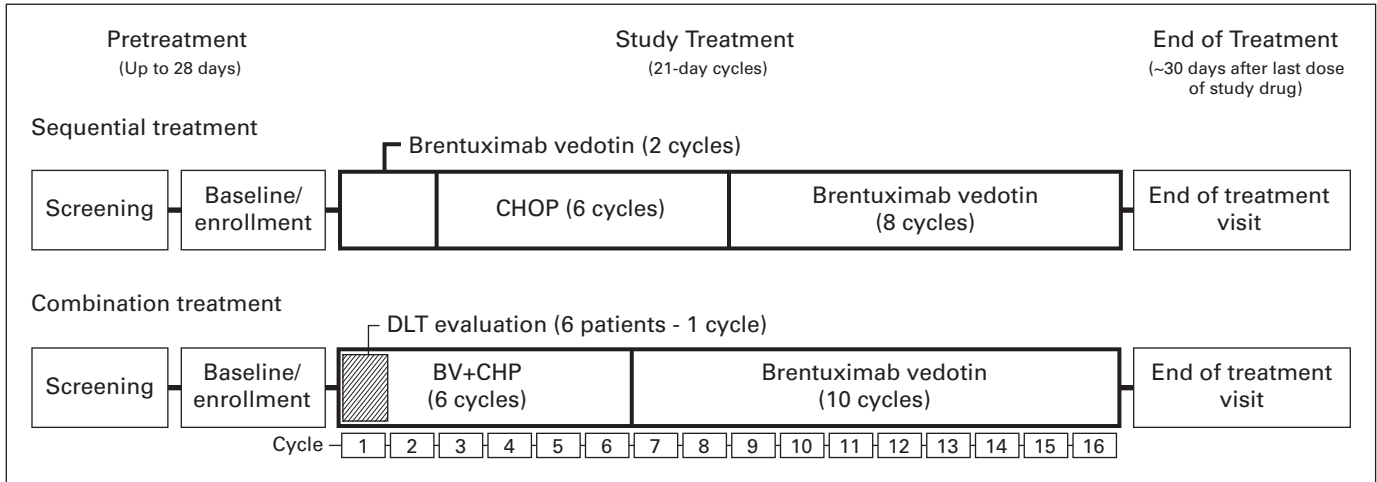 Pretreatment
(Up to 28 days)
Study Treatment
(21-day cycles)
End of Treatment
(~30 days after last dose
of study drug)
Sequential treatment
Brentuximab vedotin (2 cycles)
Screening
Baseline/
enrollment
CHOP (6 cycles)
Brentuximab vedotin
(8 cycles)
End of treatment
visit
Combination treatment
DLT evaluation (6 patients - 1 cycle)
Screening
Baseline/
enrollment
BV+CHP
(6 cycles)
Brentuximab vedotin
(10 cycles)
End of treatment
visit
Cycle 1 2 3 4 5 6 7 8 9 10 11 12 13 14 15 16